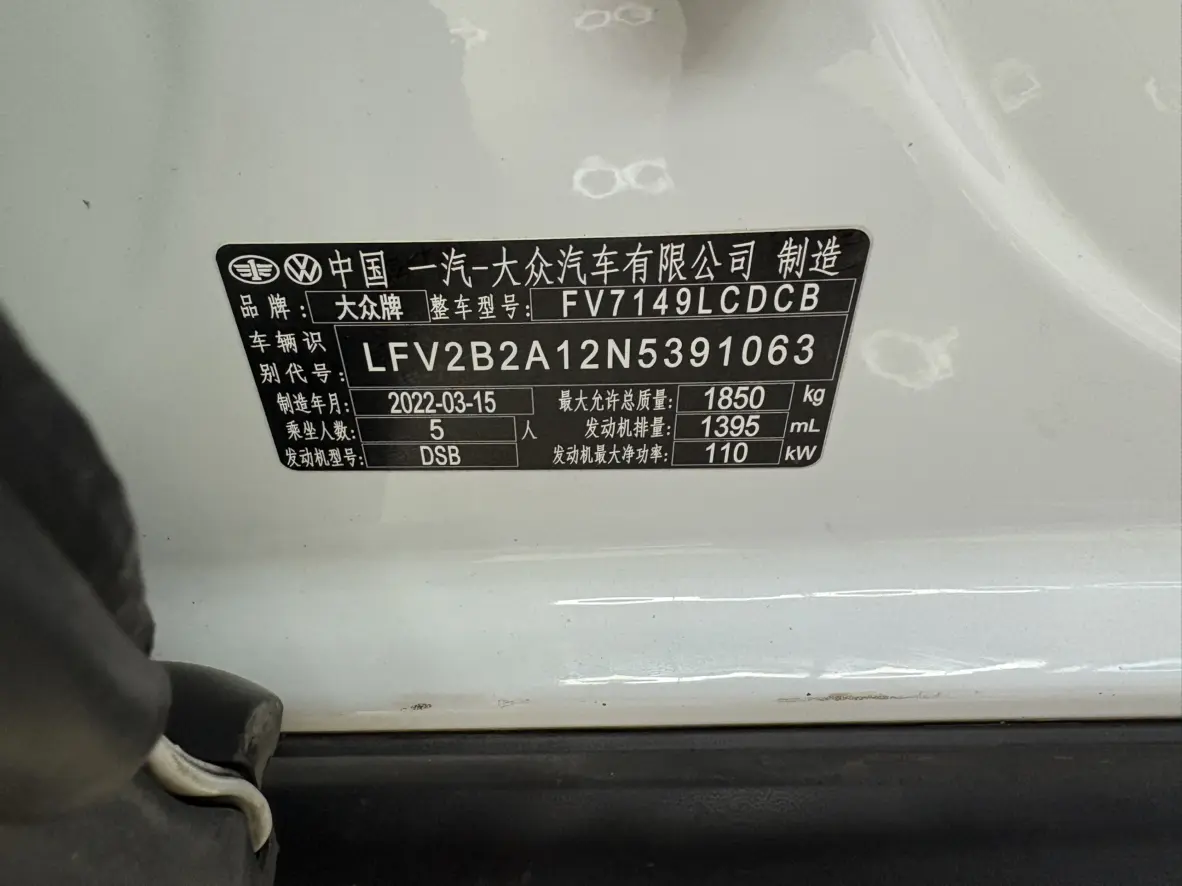 中国 一汽-大众汽车有限公司 制造
品牌: 大众牌 整车型号: FV7149LCDCB
车辆识别代号: LFV2B2A12N5391063
制造年月: 2022-03-15 最大允许总质量: 1850 kg
乘坐人数: 5 人 发动机排量: 1395 mL
发动机型号: DSB 发动机最大净功率: 110 kW